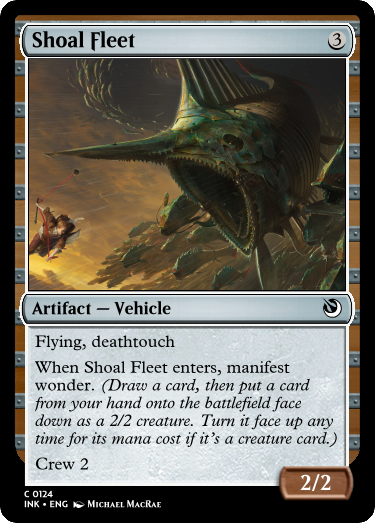 Shoal Fleet 3
Artifact — Vehicle
Flying, deathtouch
When Shoal Fleet enters, manifest
wonder. (Draw a card, then put a card
from your hand onto the battlefield face
down as a 2/2 creature. Turn it face up any
time for its mana cost if it's a creature card.)
Crew 2
2/2
C 0124
INK • ENG Michael MacRae